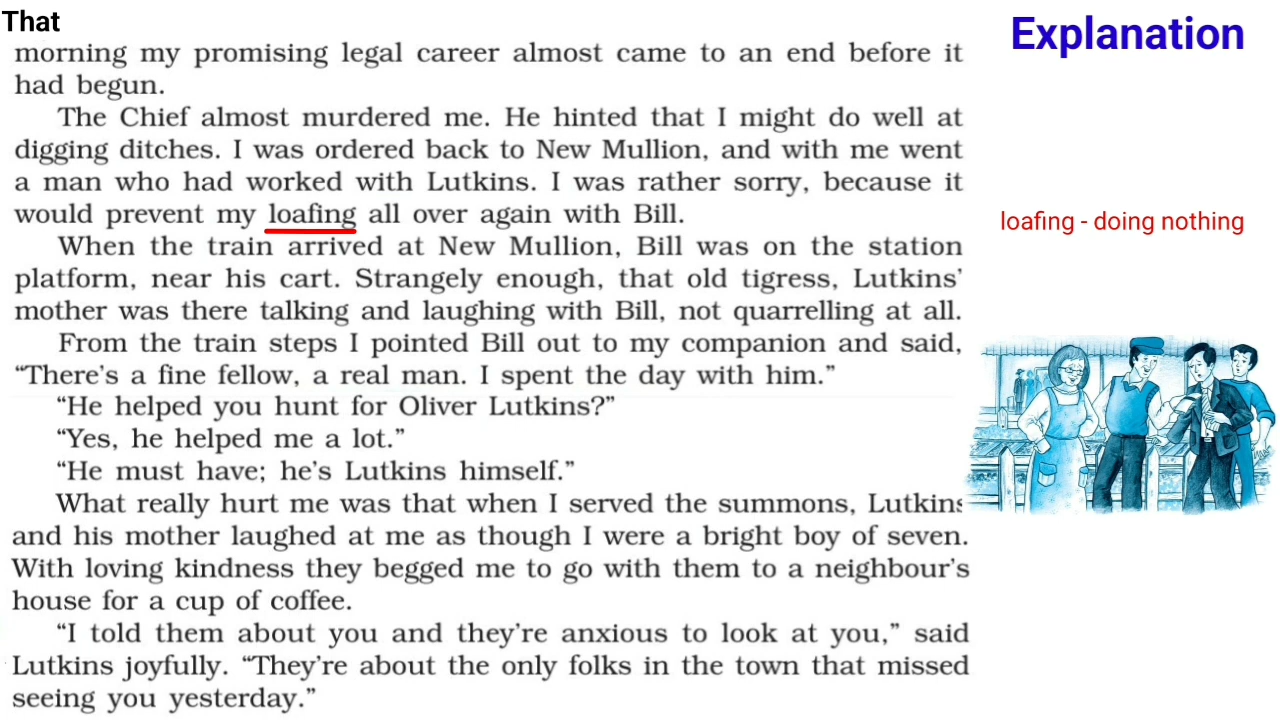 That
morning my promising legal career almost came to an end before it
had begun.
The Chief almost murdered me. He hinted that I might do well at
digging ditches. I was ordered back to New Mullion, and with me went
a man who had worked with Lutkins. I was rather sorry, because it
would prevent my loafing all over again with Bill.
When the train arrived at New Mullion, Bill was on the station
platform, near his cart. Strangely enough, that old tigress, Lutkins’
mother was there talking and laughing with Bill, not quarrelling at all.
From the train steps I pointed Bill out to my companion and said,
“There’s a fine fellow, a real man. I spent the day with him.”
“He helped you hunt for Oliver Lutkins?”
“Yes, he helped me a lot.”
“He must have; he’s Lutkins himself.”
What really hurt me was that when I served the summons, Lutkins
and his mother laughed at me as though I were a bright boy of seven.
With loving kindness they begged me to go with them to a neighbour’s
house for a cup of coffee.
“I told them about you and they’re anxious to look at you,” said
Lutkins joyfully. “They’re about the only folks in the town that missed
seeing you yesterday.”
Explanation
loafing - doing nothing